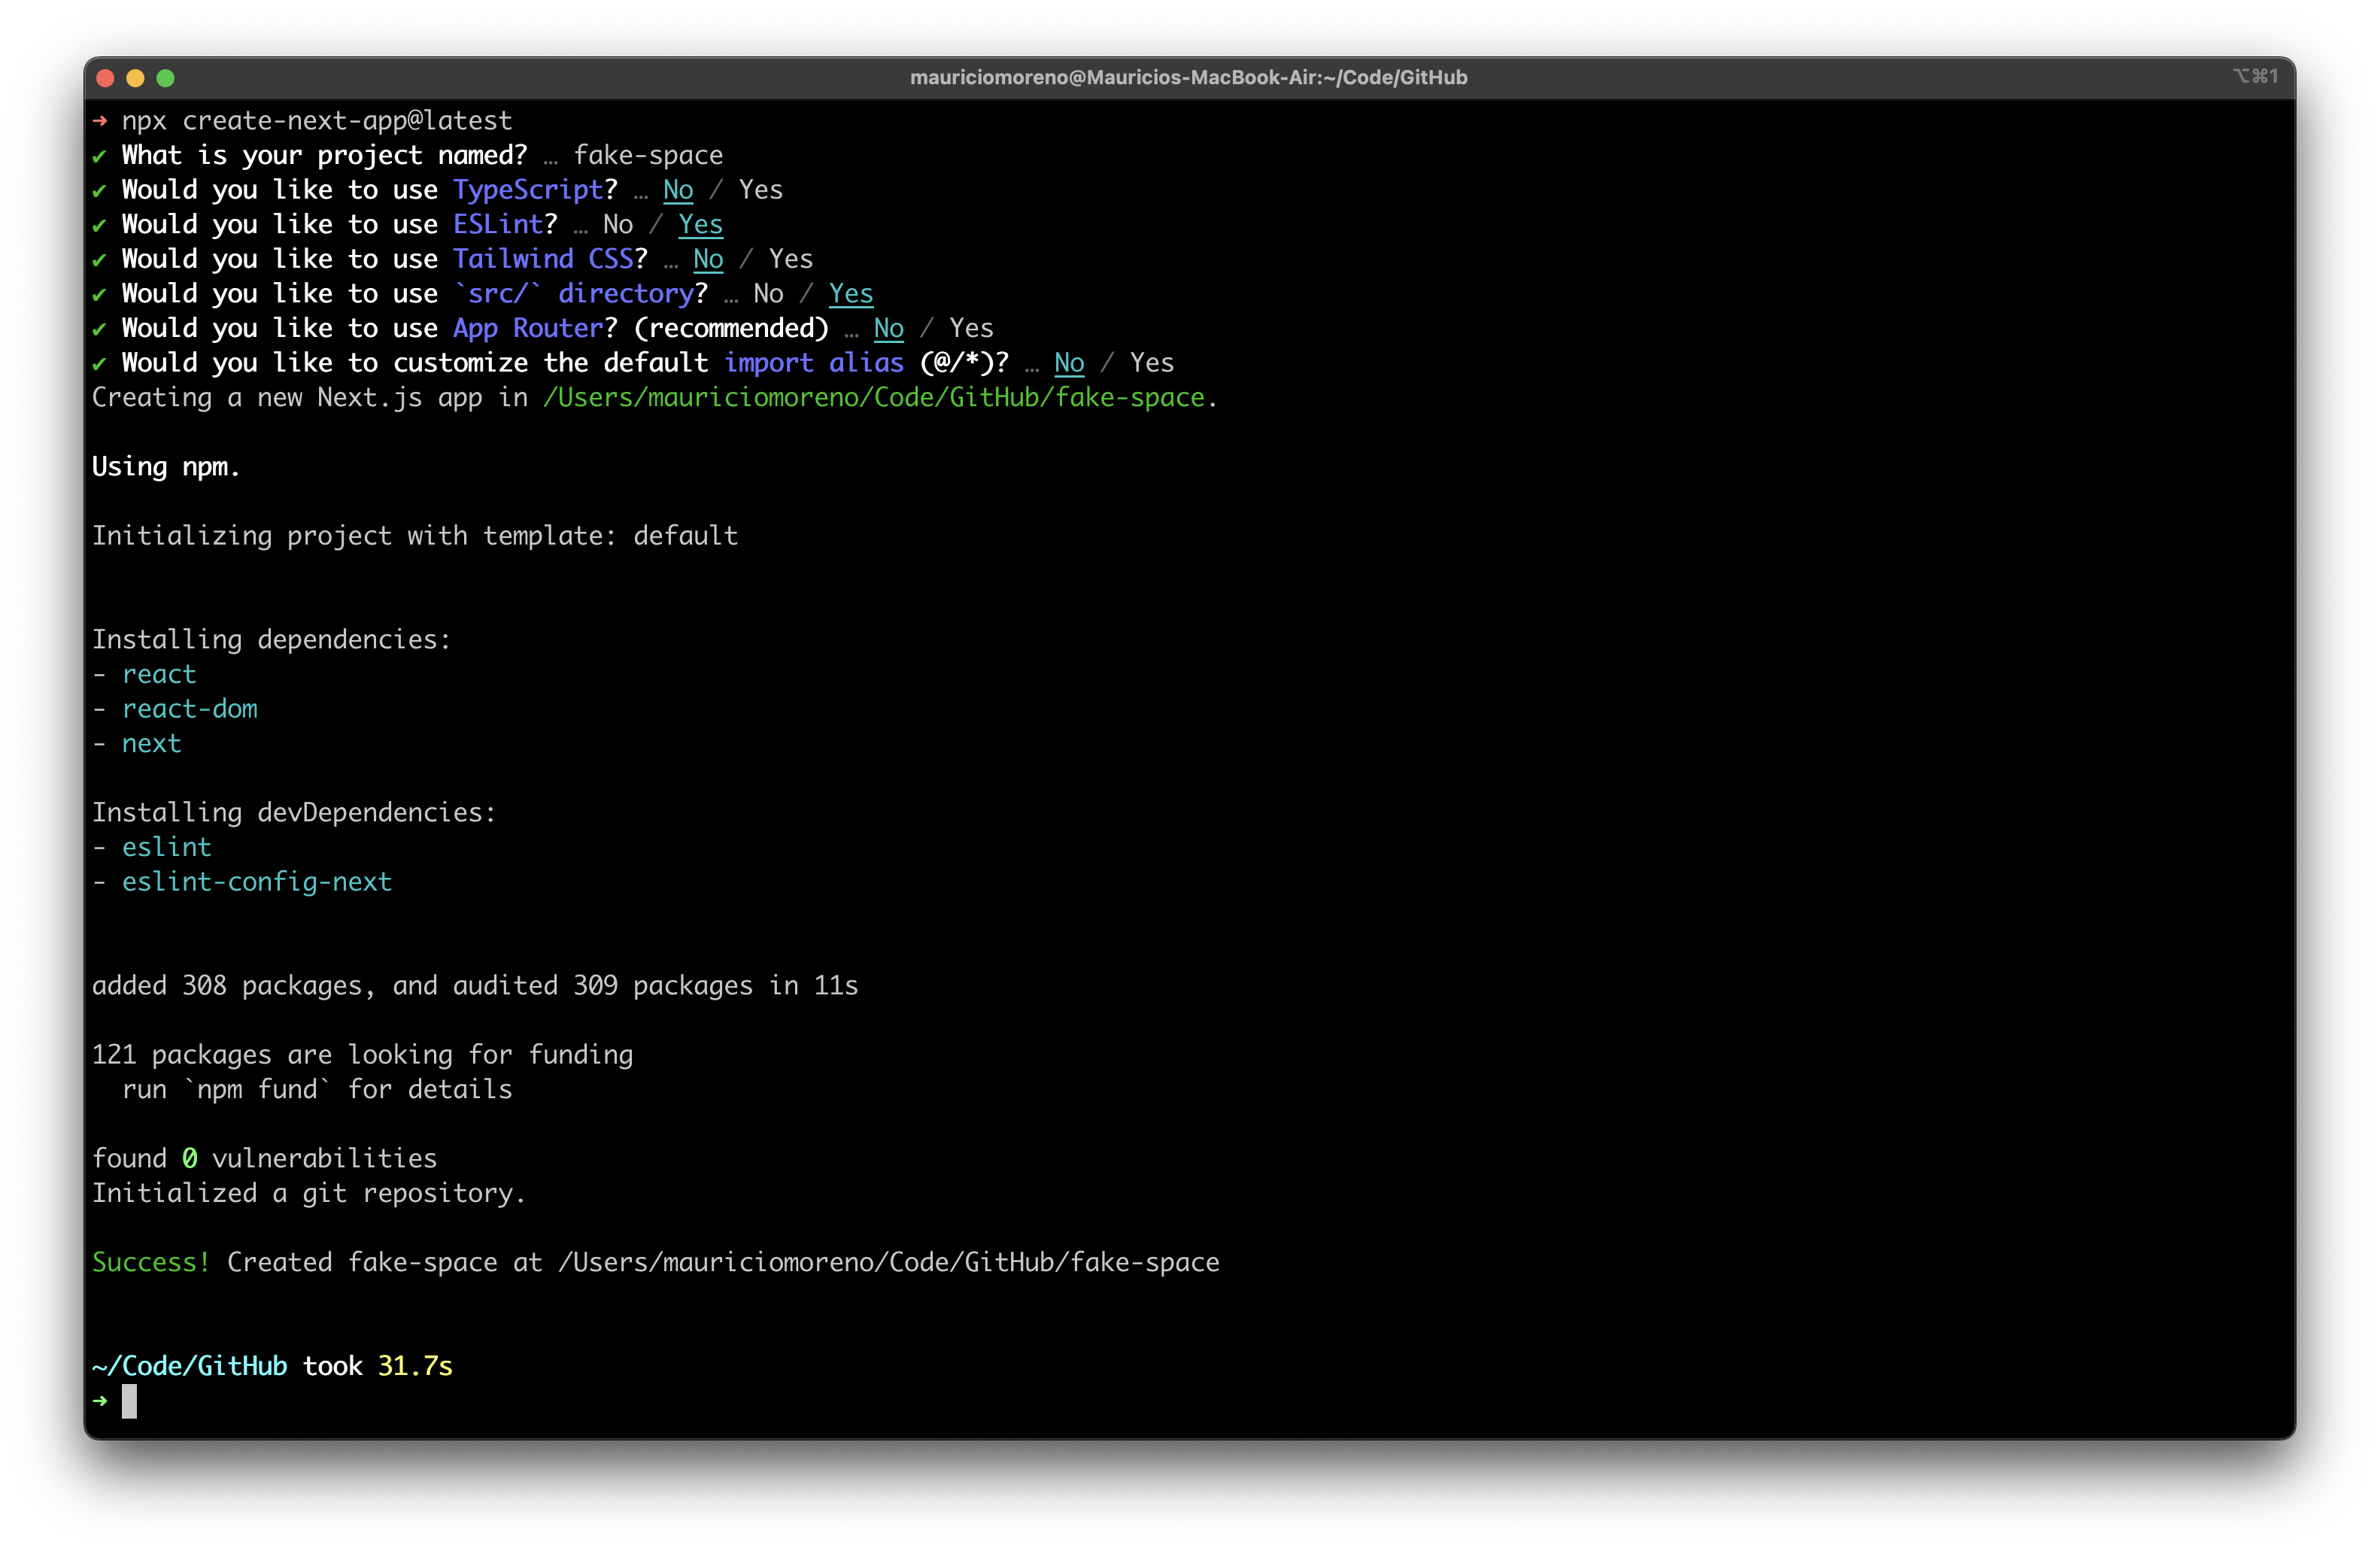 mauriciomoreno@Mauricios-MacBook-Air:~/Code/GitHub
⌥⌘1
➜ npx create-next-app@latest
✔ What is your project named? … fake-space
✔ Would you like to use TypeScript? … No / Yes
✔ Would you like to use ESLint? … No / Yes
✔ Would you like to use Tailwind CSS? … No / Yes
✔ Would you like to use `src/` directory? … No / Yes
✔ Would you like to use App Router? (recommended) … No / Yes
✔ Would you like to customize the default import alias (@/*)? … No / Yes
Creating a new Next.js app in /Users/mauriciomoreno/Code/GitHub/fake-space.
Using npm.
Initializing project with template: default
Installing dependencies:
- react
- react-dom
- next
Installing devDependencies:
- eslint
- eslint-config-next
added 308 packages, and audited 309 packages in 11s
121 packages are looking for funding
  run `npm fund` for details
found 0 vulnerabilities
Initialized a git repository.
Success! Created fake-space at /Users/mauriciomoreno/Code/GitHub/fake-space
~/Code/GitHub took 31.7s
➜